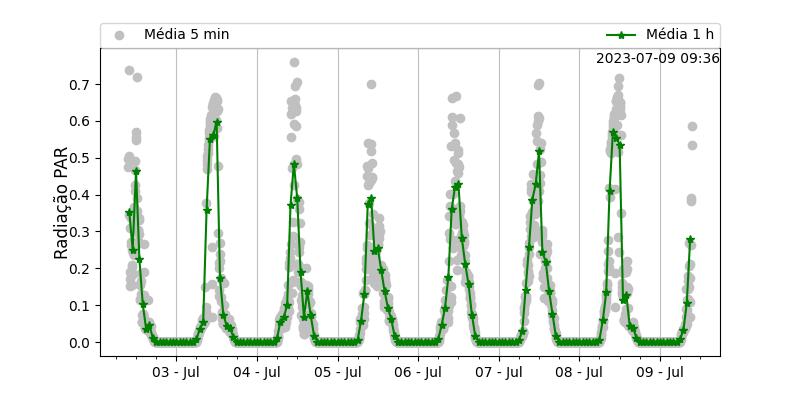 Média 5 min
Média 1 h
2023-07-09 09:36
Radiação PAR
0.7
0.6
0.5
0.4
0.3
0.2
0.1
0.0
03 - Jul
04 - Jul
05 - Jul
06 - Jul
07 - Jul
08 - Jul
09 - Jul